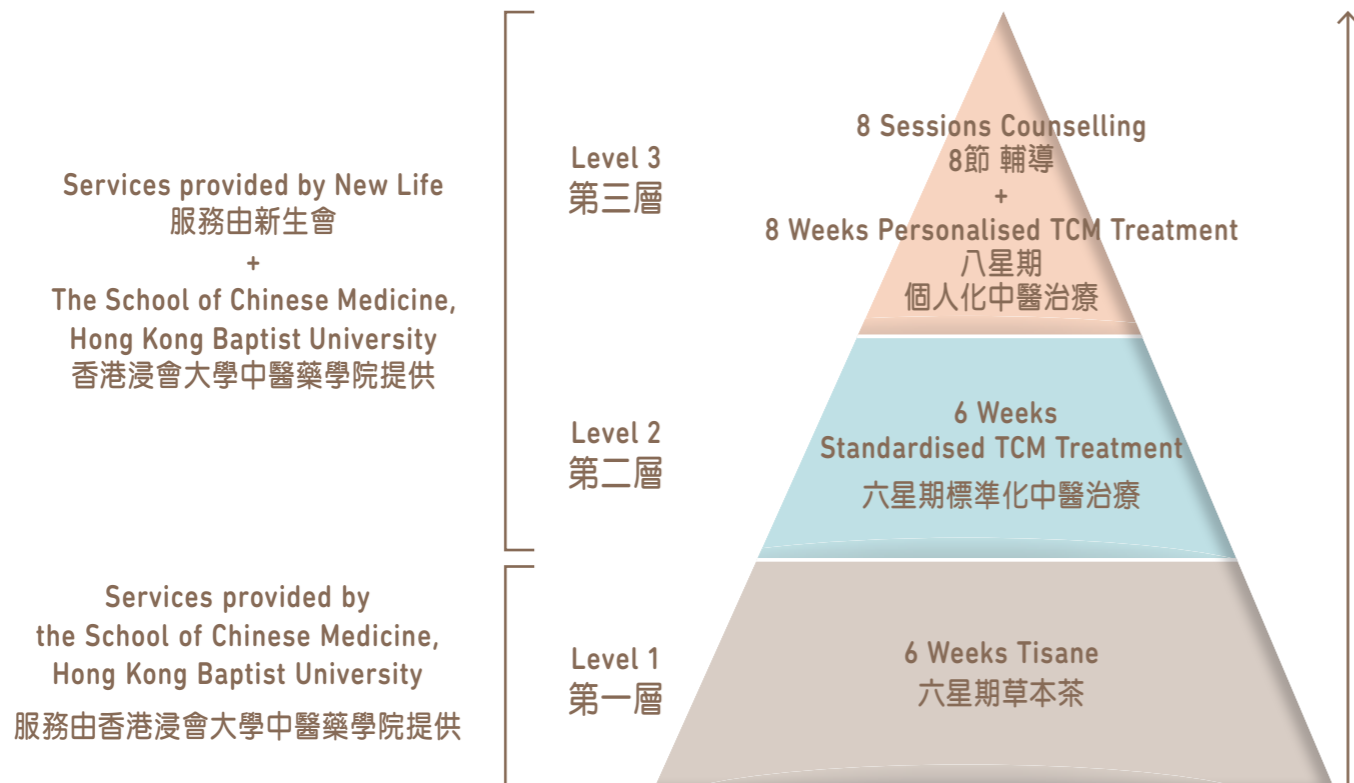 Services provided by New Life
服務由新生會
+
The School of Chinese Medicine,
Hong Kong Baptist University
香港浸會大學中醫藥學院提供
Level 3
第三層
8 Sessions Counselling
8節 輔導
+
8 Weeks Personalised TCM Treatment
八星期
個人化中醫治療
Level 2
第二層
6 Weeks
Standardised TCM Treatment
六星期標準化中醫治療
Services provided by
the School of Chinese Medicine,
Hong Kong Baptist University
服務由香港浸會大學中醫藥學院提供
Level 1
第一層
6 Weeks Tisane
六星期草本茶